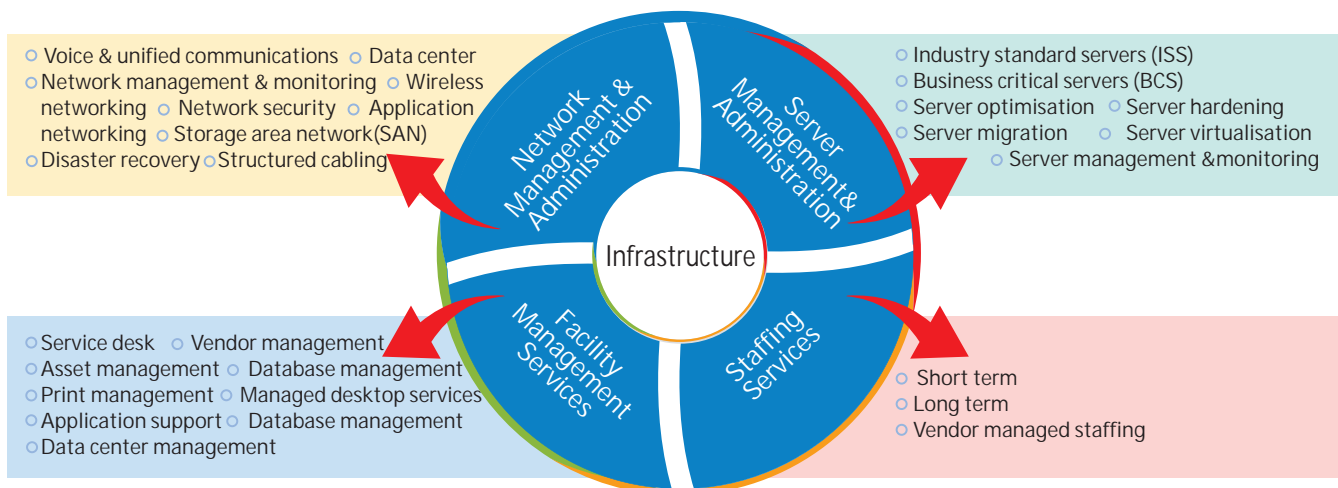 Voice & unified communications Data center
Network management & monitoring Wireless
networking Network security Application
networking Storage area network(SAN)
Disaster recovery Structured cabling
Network
Management &
Administration
Server
Management&
Administration
Industry standard servers (ISS)
Business critical servers (BCS)
Server optimisation Server hardening
Server migration Server virtualisation
Server management &monitoring
Infrastructure
Service desk Vendor management
Asset management Database management
Print management Managed desktop services
Application support Database management
Data center management
Facility
Management
Services
Staffing
Services
Short term
Long term
Vendor managed staffing